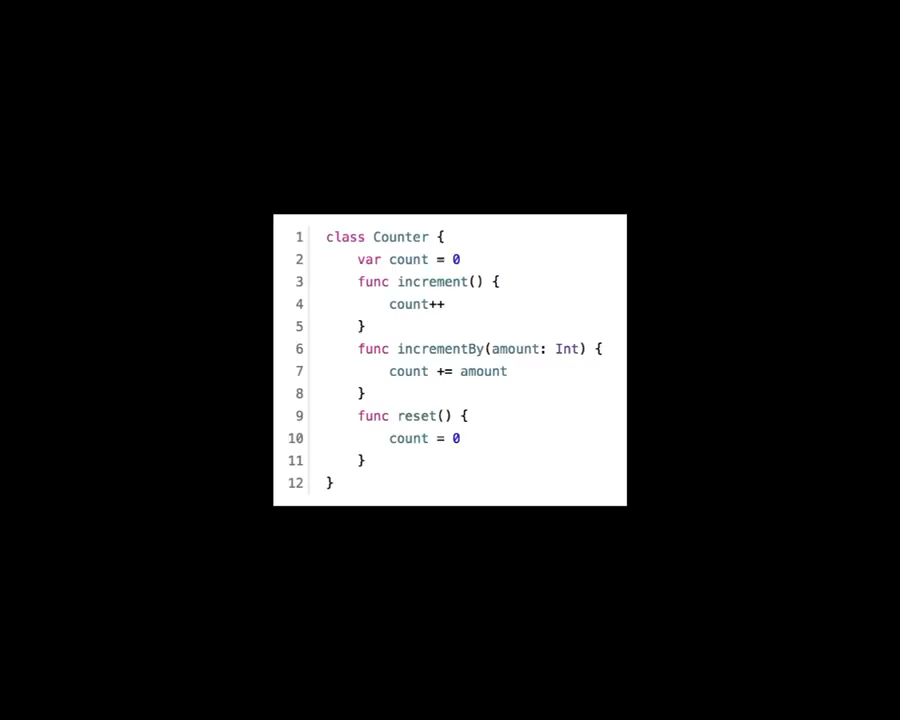 1 class Counter {
2     var count = 0
3     func increment() {
4         count++
5     }
6     func incrementBy(amount: Int) {
7         count += amount
8     }
9     func reset() {
10         count = 0
11     }
12 }